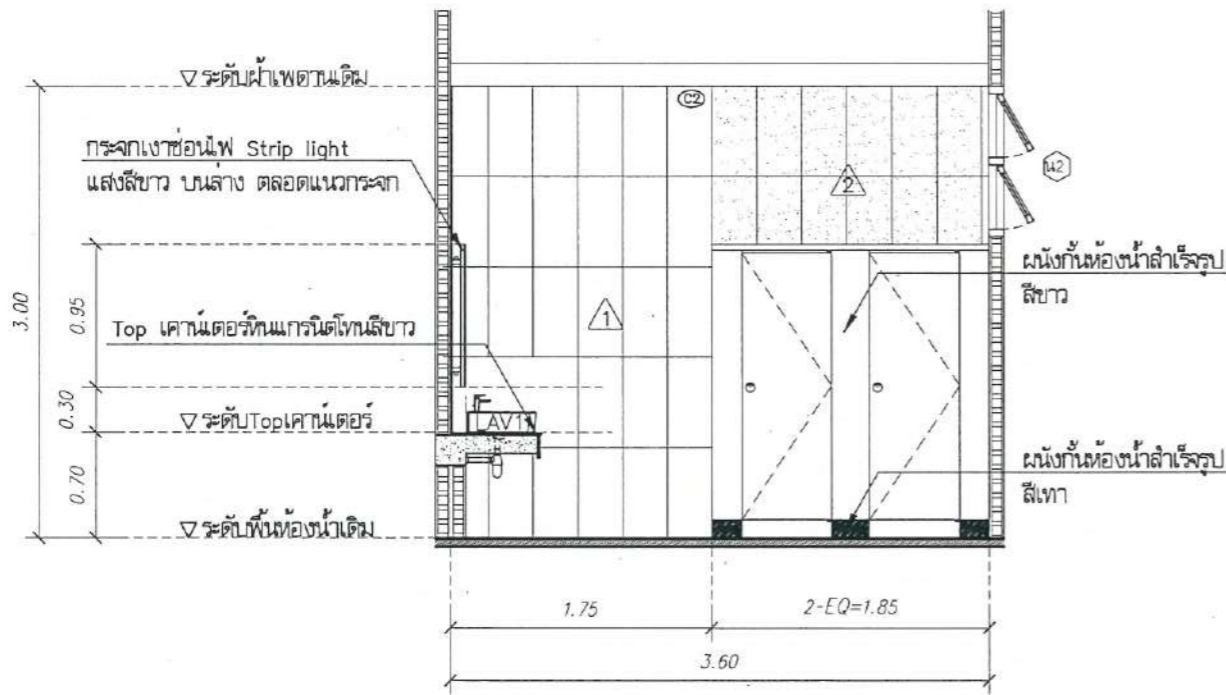 ▽ ระดับฝ้าเพดานเดิม
C2
กระจกเงาซ่อนไฟ Strip light
แสงสีขาว บนล่าง ตลอดแนวกระจก
2
น2
3.00
0.95
ผนังกั้นห้องน้ำสำเร็จรูป
สีขาว
1
Top เคาน์เตอร์หินแกรนิตโทนสีขาว
0.30
▽ ระดับTopเคาน์เตอร์
LAV1
0.70
ผนังกั้นห้องน้ำสำเร็จรูป
สีเทา
▽ ระดับพื้นห้องน้ำเดิม
1.75
2-EQ=1.85
3.60